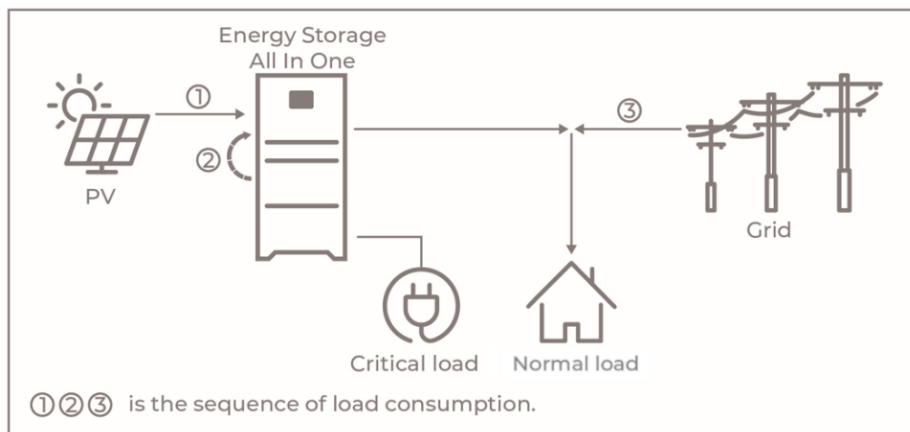 Energy Storage
All In One
①
②
③
PV
Grid
Critical load
Normal load
①②③ is the sequence of load consumption.